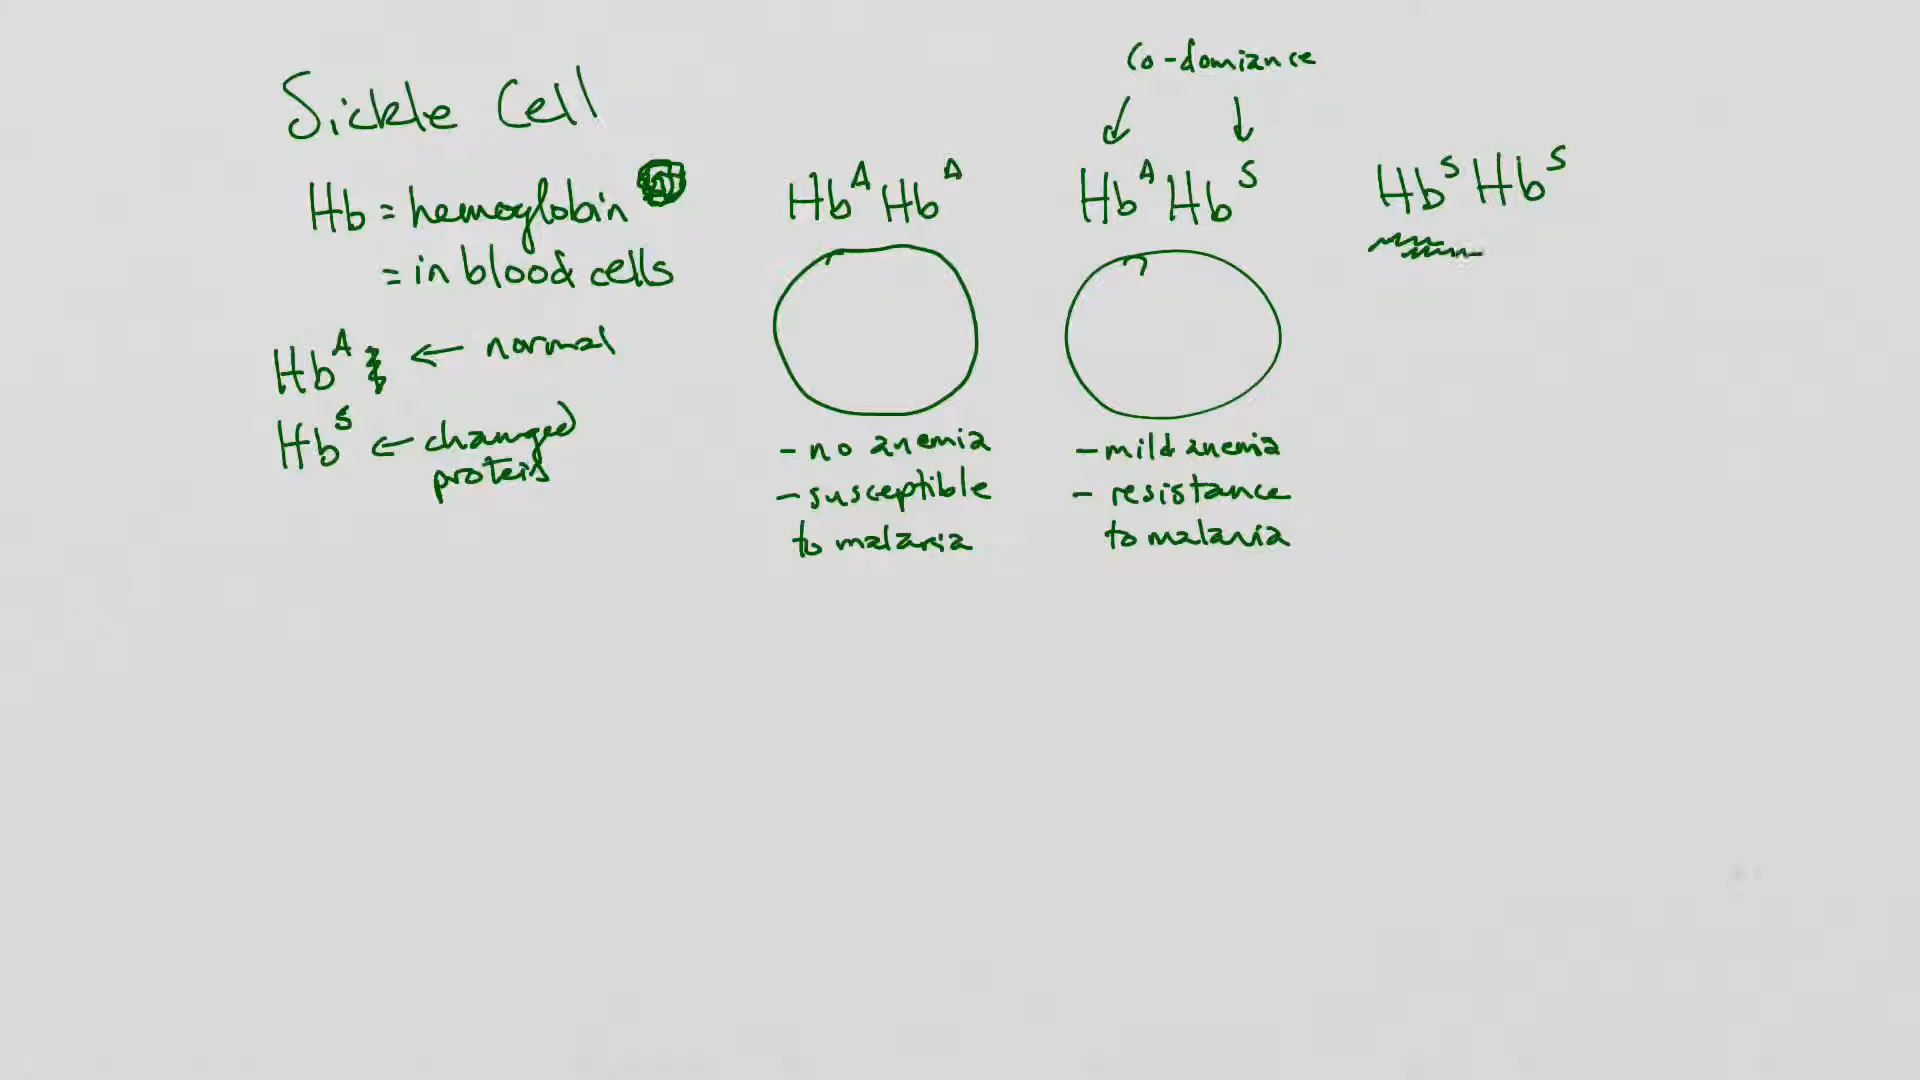 Sickle Cell
Hb = hemoglobin
= in blood cells
Hb^A ← normal
Hb^S ← changed
protein
Co-domiance
Hb^A Hb^A
Hb^A Hb^S
Hb^S Hb^S
- no anemia
- susceptible
to malaria
- mild anemia
- resistance
to malaria